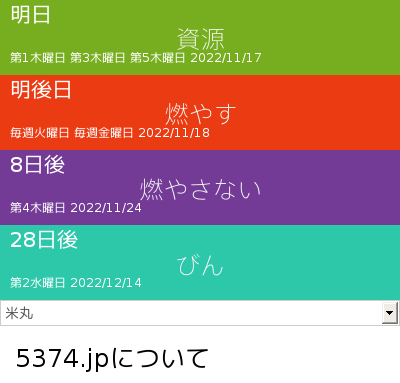 明日
資源
第1木曜日 第3木曜日 第5木曜日 2022/11/17
明後日
燃やす
毎週火曜日 毎週金曜日 2022/11/18
8日後
燃やさない
第4木曜日 2022/11/24
28日後
びん
第2水曜日 2022/12/14
米丸
5374.jpについて